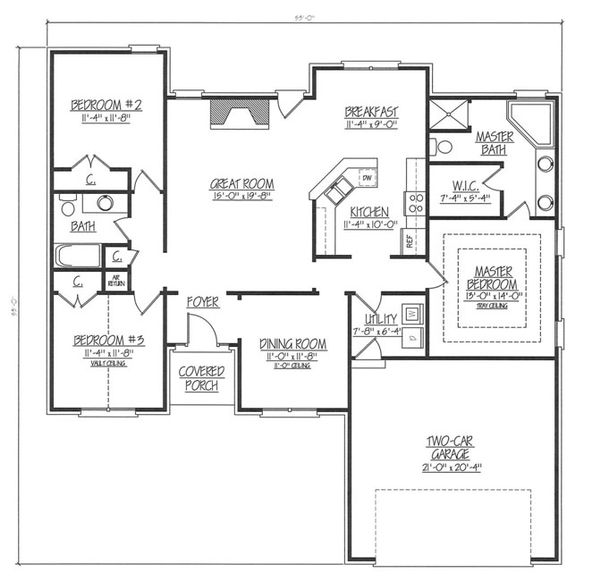 55'-0"
BEDROOM #2
11'-4" x 11'-8"
BREAKFAST
11'-4" x 9'-0"
MASTER
BATH
C.
DW
GREAT ROOM
15'-0" x 19'-8"
W.I.C.
7'-4" x 5'-4"
KITCHEN
11'-4" x 10'-0"
REF
BATH
C.
C.
AIR
RETURN
MASTER
BEDROOM
13'-0" x 14'-0"
TRAY CEILING
55'-0"
FOYER
UTILITY
7'-8" x 6'-4"
W
D
BEDROOM #3
11'-4" x 11'-8"
VAULT CEILING
DINING ROOM
11'-8" x 11'-8"
11'-0" CEILING
COVERED
PORCH
TWO-CAR
GARAGE
21'-0" x 20'-4"